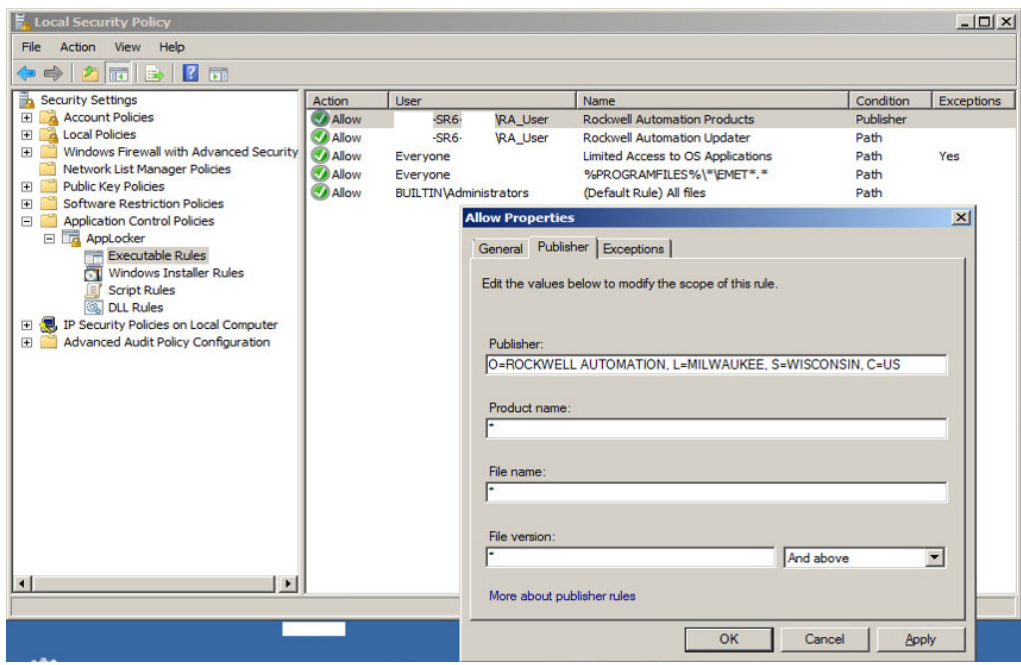 Local Security Policy
File Action View Help
Security Settings
Account Policies
Local Policies
Windows Firewall with Advanced Security
Network List Manager Policies
Public Key Policies
Software Restriction Policies
Application Control Policies
AppLocker
Executable Rules
Windows Installer Rules
Script Rules
DLL Rules
IP Security Policies on Local Computer
Advanced Audit Policy Configuration
Action User Name Condition Exceptions
Allow -SR6- \RA_User Rockwell Automation Products Publisher
Allow -SR6- \RA_User Rockwell Automation Updater Path
Allow Everyone Limited Access to OS Applications Path Yes
Allow Everyone %PROGRAMFILES%\*\EMET*.* Path
Allow BUILTIN\Administrators (Default Rule) All files Path
Allow Properties
General Publisher Exceptions
Edit the values below to modify the scope of this rule.
Publisher:
O=ROCKWELL AUTOMATION, L=MILWAUKEE, S=WISCONSIN, C=US
Product name:
*
File name:
*
File version:
* And above
More about publisher rules
OK Cancel Apply